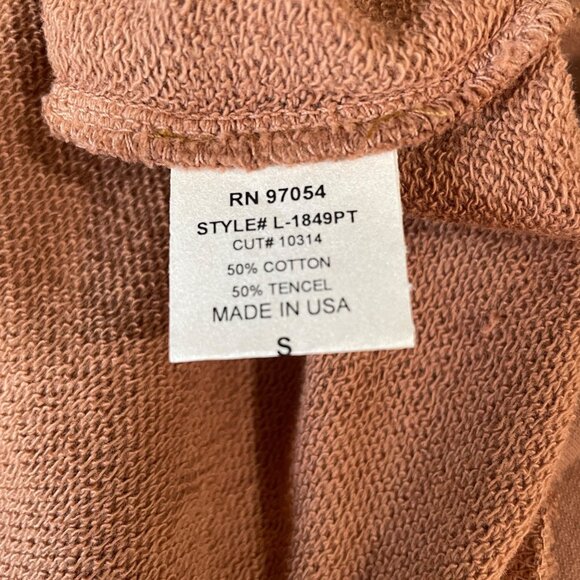 RN 97054
STYLE# L-1849PT
CUT# 10314
50% COTTON
50% TENCEL
MADE IN USA
S